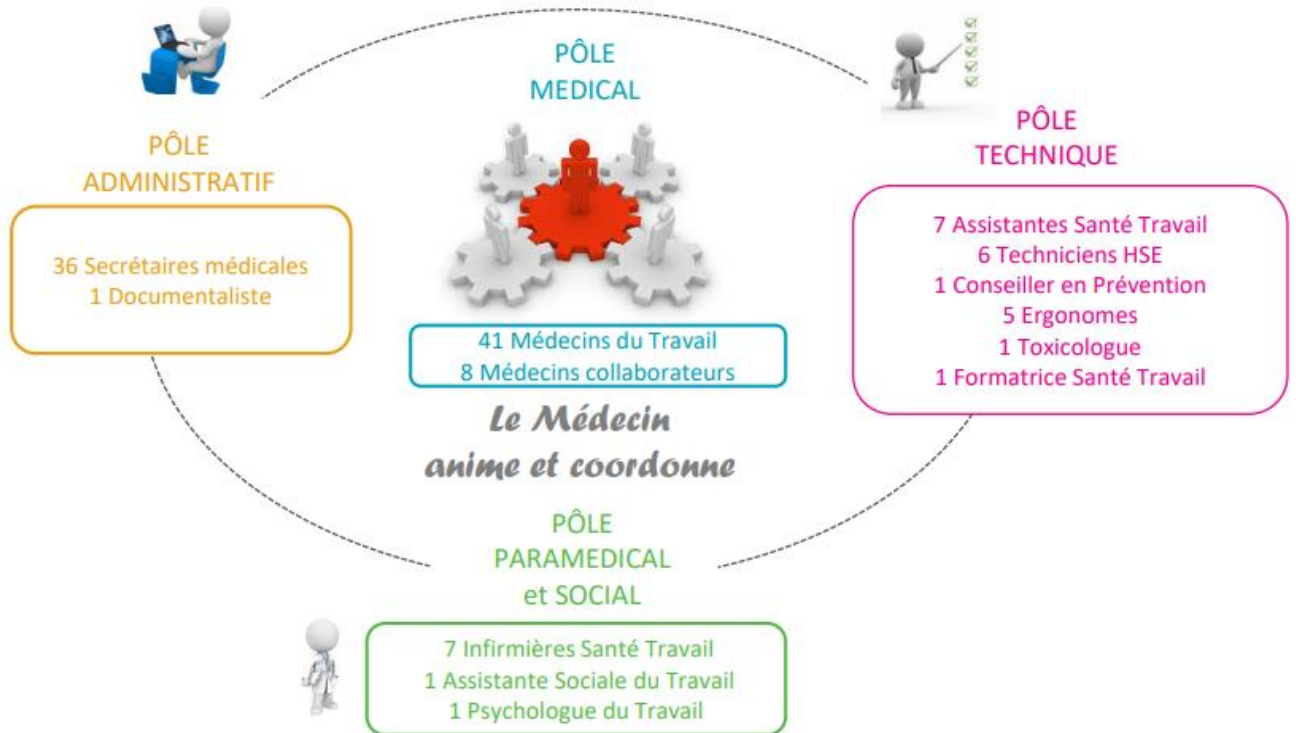 PÔLE
MEDICAL
PÔLE
ADMINISTRATIF
PÔLE
TECHNIQUE
36 Secrétaires médicales
1 Documentaliste
41 Médecins du Travail
8 Médecins collaborateurs
7 Assistantes Santé Travail
6 Techniciens HSE
1 Conseiller en Prévention
5 Ergonomes
1 Toxicologue
1 Formatrice Santé Travail
Le Médecin
anime et coordonne
PÔLE
PARAMEDICAL
et SOCIAL
7 Infirmières Santé Travail
1 Assistante Sociale du Travail
1 Psychologue du Travail